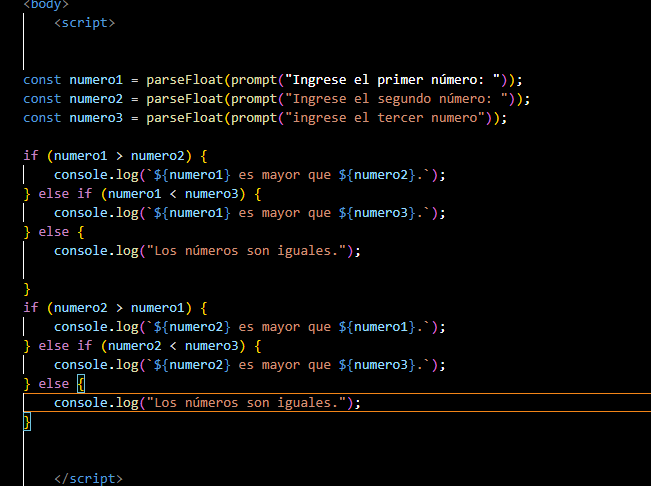 <body>
<script>
const numero1 = parseFloat(prompt("Ingrese el primer número: "));
const numero2 = parseFloat(prompt("Ingrese el segundo número: "));
const numero3 = parseFloat(prompt("ingrese el tercer numero"));
if (numero1 > numero2) {
console.log(`${numero1} es mayor que ${numero2}.`);
} else if (numero1 < numero3) {
console.log(`${numero1} es mayor que ${numero3}.`);
} else {
console.log("Los números son iguales.");
}
if (numero2 > numero1) {
console.log(`${numero2} es mayor que ${numero1}.`);
} else if (numero2 < numero3) {
console.log(`${numero2} es mayor que ${numero3}.`);
} else {
console.log("Los números son iguales.");
}
</script>